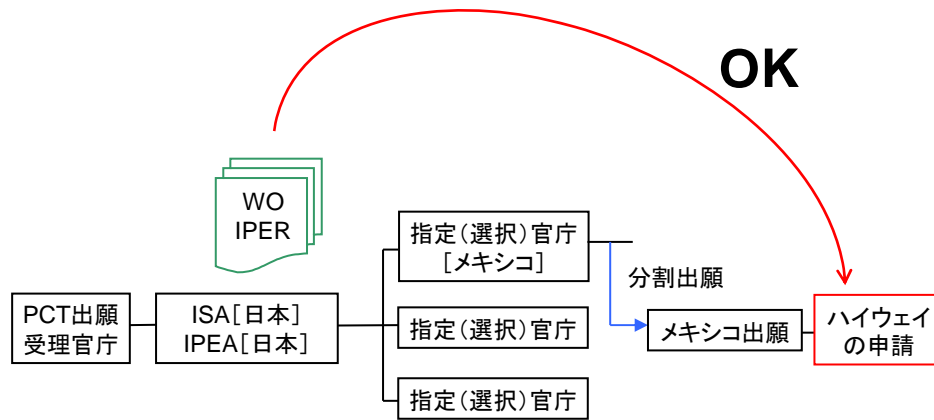 OK
WO
IPER
指定(選択)官庁
[メキシコ]
分割出願
PCT出願
受理官庁
ISA[日本]
IPEA[日本]
指定(選択)官庁
メキシコ出願
ハイウェイ
の申請
指定(選択)官庁